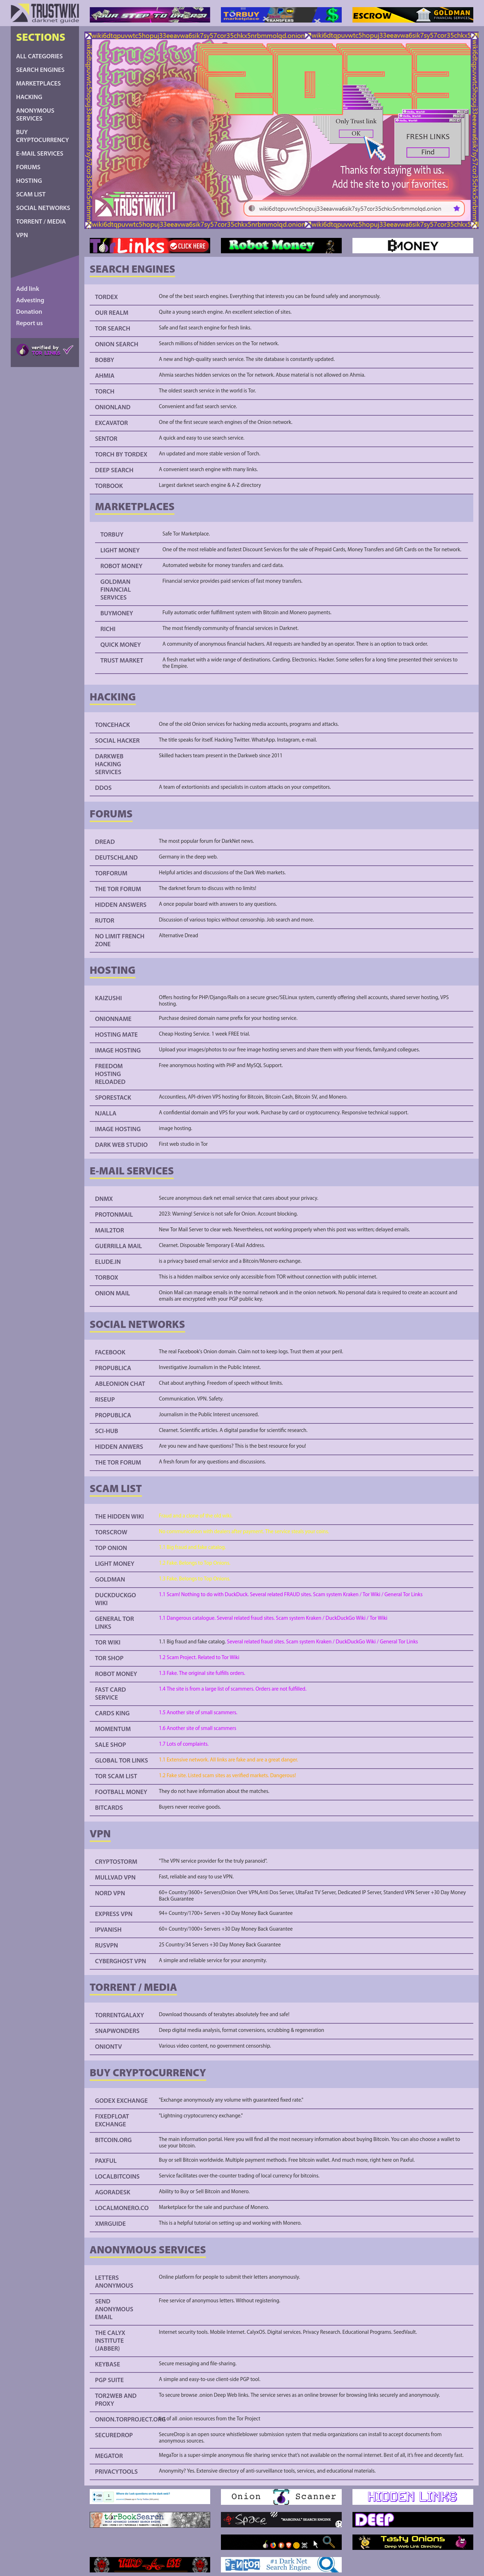 TRUSTWIKI
darknet guide
TORBUY
marketplace
TRANSFERS
ESCROW
GOLDMAN
FINANCIAL SERVICES
SECTIONS
ALL CATEGORIES
SEARCH ENGINES
MARKETPLACES
HACKING
ANONYMOUS
SERVICES
BUY
CRYPTOCURRENCY
E-MAIL SERVICES
FORUMS
HOSTING
SCAM LIST
SOCIAL NETWORKS
TORRENT / MEDIA
VPN
Add link
Advesting
Donation
Report us
verified by
Only Trust link
OK
FRESH LINKS
Find
Thanks for staying with us.
Add the site to your favorites.
TRUSTWIKI
Links CLICK HERE
Robot Money
MONEY
SEARCH ENGINES
TORDEX One of the best search engines. Everything that interests you can be found safely and anonymously.
OUR REALM Quite a young search engine. An excellent selection of sites.
TOR SEARCH Safe and fast search engine for fresh links.
ONION SEARCH Search millions of hidden services on the Tor network.
BOBBY A new and high-quality search service. The site database is constantly updated.
AHMIA Ahmia searches hidden services on the Tor network. Abuse material is not allowed on Ahmia.
TORCH The oldest search service in the world is Tor.
ONIONLAND Convenient and fast search service.
EXCAVATOR One of the first secure search engines of the Onion network.
SENTOR A quick and easy to use search service.
TORCH BY TORDEX An updated and more stable version of Torch.
DEEP SEARCH A convenient search engine with many links.
TORBOOK Largest darknet search engine & A-Z directory
MARKETPLACES
TORBUY Safe Tor Marketplace.
LIGHT MONEY One of the most reliable and fastest Discount Services for the sale of Prepaid Cards, Money Transfers and Gift Cards on the Tor network.
ROBOT MONEY Automated website for money transfers and card data.
GOLDMAN Financial service provides paid services of fast money transfers.
FINANCIAL
SERVICES
BUYMONEY Fully automatic order fulfillment system with Bitcoin and Monero payments.
RICHI The most friendly community of financial services in Darknet.
QUICK MONEY A community of anonymous financial hackers. All requests are handled by an operator. There is an option to track order.
TRUST MARKET A fresh market with a wide range of destinations. Carding. Electronics. Hacker. Some sellers for a long time presented their services to
the Empire.
HACKING
TONCEHACK One of the old Onion services for hacking media accounts, programs and attacks.
SOCIAL HACKER The title speaks for itself. Hacking Twitter. WhatsApp. Instagram, e-mail.
DARKWEB Skilled hackers team present in the Darkweb since 2011
HACKING
SERVICES
DDOS A team of extortionists and specialists in custom attacks on your competitors.
FORUMS
DREAD The most popular forum for DarkNet news.
DEUTSCHLAND Germany in the deep web.
TORFORUM Helpful articles and discussions of the Dark Web markets.
THE TOR FORUM The darknet forum to discuss with no limits!
HIDDEN ANSWERS A once popular board with answers to any questions.
RUTOR Discussion of various topics without censorship. Job search and more.
NO LIMIT FRENCH Alternative Dread
ZONE
HOSTING
KAIZUSHI Offers hosting for PHP/Django/Rails on a secure grsec/SELinux system, currently offering shell accounts, shared server hosting, VPS
hosting.
ONIONNAME Purchase desired domain name prefix for your hosting service.
HOSTING MATE Cheap Hosting Service. 1 week FREE trial.
IMAGE HOSTING Upload your images/photos to our free image hosting servers and share them with your friends, family,and collegues.
FREEDOM Free anonymous hosting with PHP and MySQL Support.
HOSTING
RELOADED
SPORESTACK Accountless, API-driven VPS hosting for Bitcoin, Bitcoin Cash, Bitcoin SV, and Monero.
NJALLA A confidential domain and VPS for your work. Purchase by card or cryptocurrency. Responsive technical support.
IMAGE HOSTING image hosting.
DARK WEB STUDIO First web studio in Tor
E-MAIL SERVICES
DNMX Secure anonymous dark net small service that cares about your privacy.
PROTONMAIL 2023: Warning! Service is not safe for Onion. Account blocking.
MAIL2TOR New Tor Mail Server to clear web. Nevertheless, not working properly when this post was written; delayed emails.
GUERRILLA MAIL Clearnet. Disposable Temporary E-Mail Address.
ELUDE.IN is a privacy based email service and a Bitcoin/Monero exchange.
TORBOX This is a hidden mailbox service only accessible from TOR without connection with public internet.
ONION MAIL Onion Mail can manage emails in the normal network and in the onion network. No personal data is required to create an account and
emails are encrypted with your PGP public key.
SOCIAL NETWORKS
FACEBOOK The real Facebook's Onion domain. Claim not to keep logs. Trust them at your peril.
PROPUBLICA Investigative Journalism in the Public Interest.
ABLEONION CHAT Chat about anything. Freedom of speech without limits.
RISEUP Communication, VPN. Safety.
PROPUBLICA Journalism in the Public Interest uncensored.
SCI-HUB Clearnet. Scientific articles. A digital paradise for scientific research.
HIDDEN ANWERS Are you new and have questions? This is the best resource for you!
THE TOR FORUM A fresh forum for any questions and discussions.
SCAM LIST
THE HIDDEN WIKI
TORSCROW
TOP ONION
LIGHT MONEY
GOLDMAN
DUCKDUCKGO 1.1 Scam! Nothing to do with DuckDuck. Several related FRAUD sites. Scam system Kraken / Tor Wiki / General Tor Links
WIKI
GENERAL TOR 1.1 Dangerous catalogue. Several related fraud sites. Scam system Kraken / DuckDuckGo Wiki / Tor Wiki
LINKS
TOR WIKI 1.1 Big fraud and fake catalog. Several related fraud sites. Scam system Kraken / DuckDuckGo Wiki / General Tor Links
TOR SHOP 1.2 Scam Project. Related to Tor Wiki
ROBOT MONEY 1.3 Fake. The original site fulfills orders.
FAST CARD 1.4 The site is from a large list of scammers. Orders are not fulfilled.
SERVICE
CARDS KING 1.5 Another site of small scammers.
MOMENTUM 1.6 Another site of small scammers
SALE SHOP 1.7 Lots of complaints.
GLOBAL TOR LINKS
TOR SCAM LIST
FOOTBALL MONEY They do not have information about the matches.
BITCARDS Buyers never receive goods.
VPN
CRYPTOSTORM "The VPN service provider for the truly paranoid".
MULLVAD VPN Fast, reliable and easy to use VPN.
NORD VPN 60+ Country/3600+ ServersOnion Over VPN,Anti Dos Server, UltaFast TV Server, Dedicated IP Server, Standerd VPN Server +30 Day Money
Back Guarantee
EXPRESS VPN 94+ Country/1700+ Servers +30 Day Money Back Guarantee
IPVANISH 60+ Country/1000+ Servers +30 Day Money Back Guarantee
RUSVPN 25 Country/34 Servers +30 Day Money Back Guarantee
CYBERGHOST VPN A simple and reliable service for your anonymity.
TORRENT / MEDIA
TORRENTGALAXY Download thousands of terabytes absolutely free and safe!
SNAPWONDERS Deep digital media analysis, format conversions, scrubbing & regeneration
ONIONTV Various video content, no government censorship.
BUY CRYPTOCURRENCY
GODEX EXCHANGE "Exchange anonymously any volume with guaranteed fixed rate;"
FIXEDFLOAT "Lightning cryptocurrency exchange."
EXCHANGE
BITCOIN.ORG The main information portal. Here you will find all the most necessary information about buying Bitcoin. You can also choose a wallet to
use your bitcoin.
PAXFUL Buy or sell Bitcoin worldwide. Multiple payment methods. Free bitcoin wallet. And much more, right here on Paxful.
LOCALBITCOINS Service facilitates over-the-counter trading of local currency for bitcoins.
AGORADESK Ability to Buy or Sell Bitcoin and Monero.
LOCALMONERO.CO Marketplace for the sale and purchase of Monero.
XMRGUIDE This is a helpful tutorial on setting up and working with Monero.
ANONYMOUS SERVICES
LETTERS Online platform for people to submit their letters anonymously.
ANONYMOUS
SEND Free service of anonymous letters. Without registering.
ANONYMOUS
EMAIL
THE CALYX Internet security tools. Mobile Internet. CalyxOS. Digital services. Privacy Research. Educational Programs. SeedVault.
INSTITUTE
(JABBER)
KEYBASE Secure messaging and file-sharing.
PGP SUITE A simple and easy-to-use client-side PGP tool.
TOR2WEB AND To secure browse .onion Deep Web links. The service serves as an online browser for browsing links securely and anonymously.
PROXY
ONION.TORPROJECT.ORG of all .onion resources from the Tor Project
SECUREDROP SecureDrop is an open source whistleblower submission system that media organizations can install to accept documents from
anonymous sources.
MEGATOR MegaTor is a super-simple anonymous file sharing service that's not available on the normal internet. Best of all, it's free and decently fast.
PRIVACYTOOLS Anonymity? Yes. Extensive directory of anti-surveillance tools, services, and educational materials.
Onion Scanner
HIDDEN LINKS
torBookSearch
Space
DEEP
Tasty Onions
Deep Web Link Directory
SENTOR #1 Dark Net
Search Engine